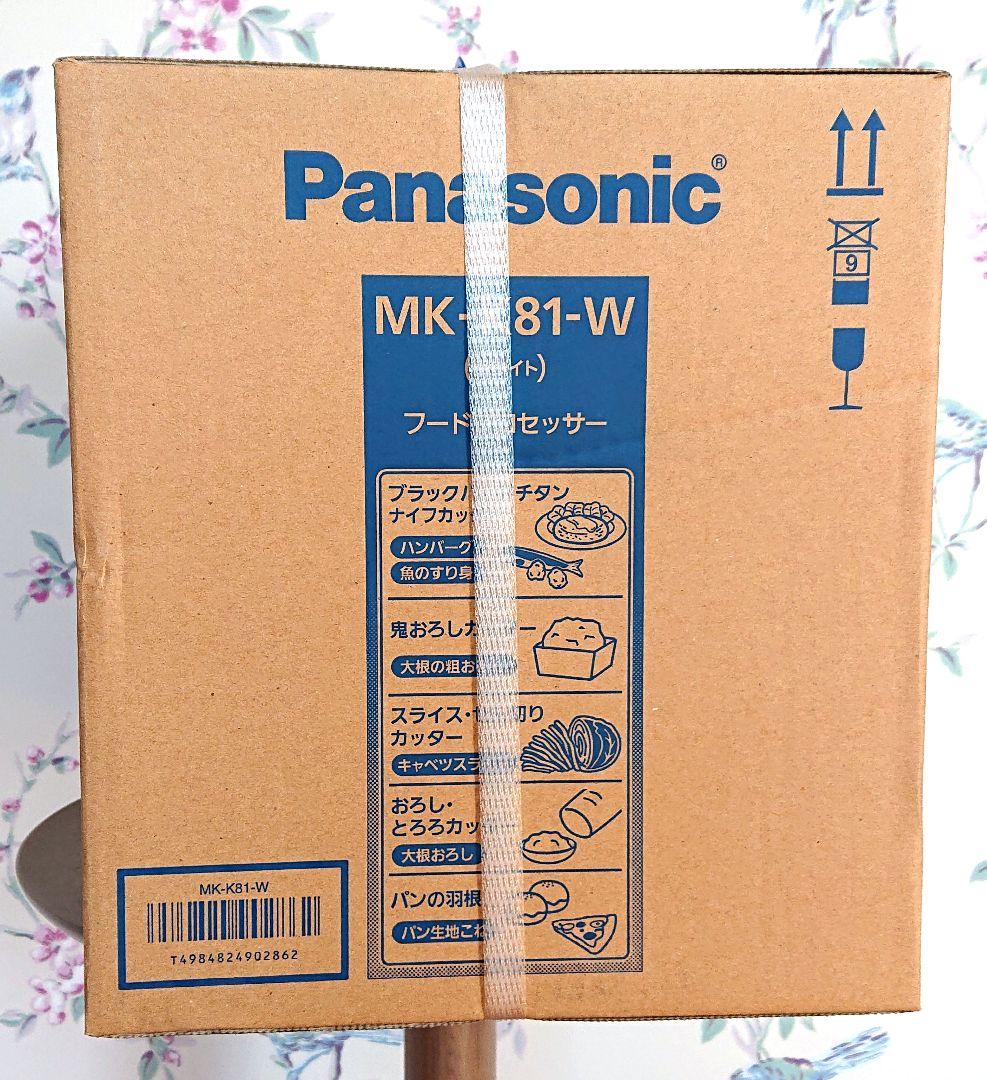 Panasonic®
MK-K81-W
フードプロセッサー
9
ブラック チタン
ナイフカッ
ハンバーグ
魚のすり身
鬼おろしカ ー
大根の粗お
スライス・ 切り
カッター
キャベツスラ
おろし・
とろろカッ
大根おろし
パンの羽根
パン生地こね
MK-K81-W
T4984824902862